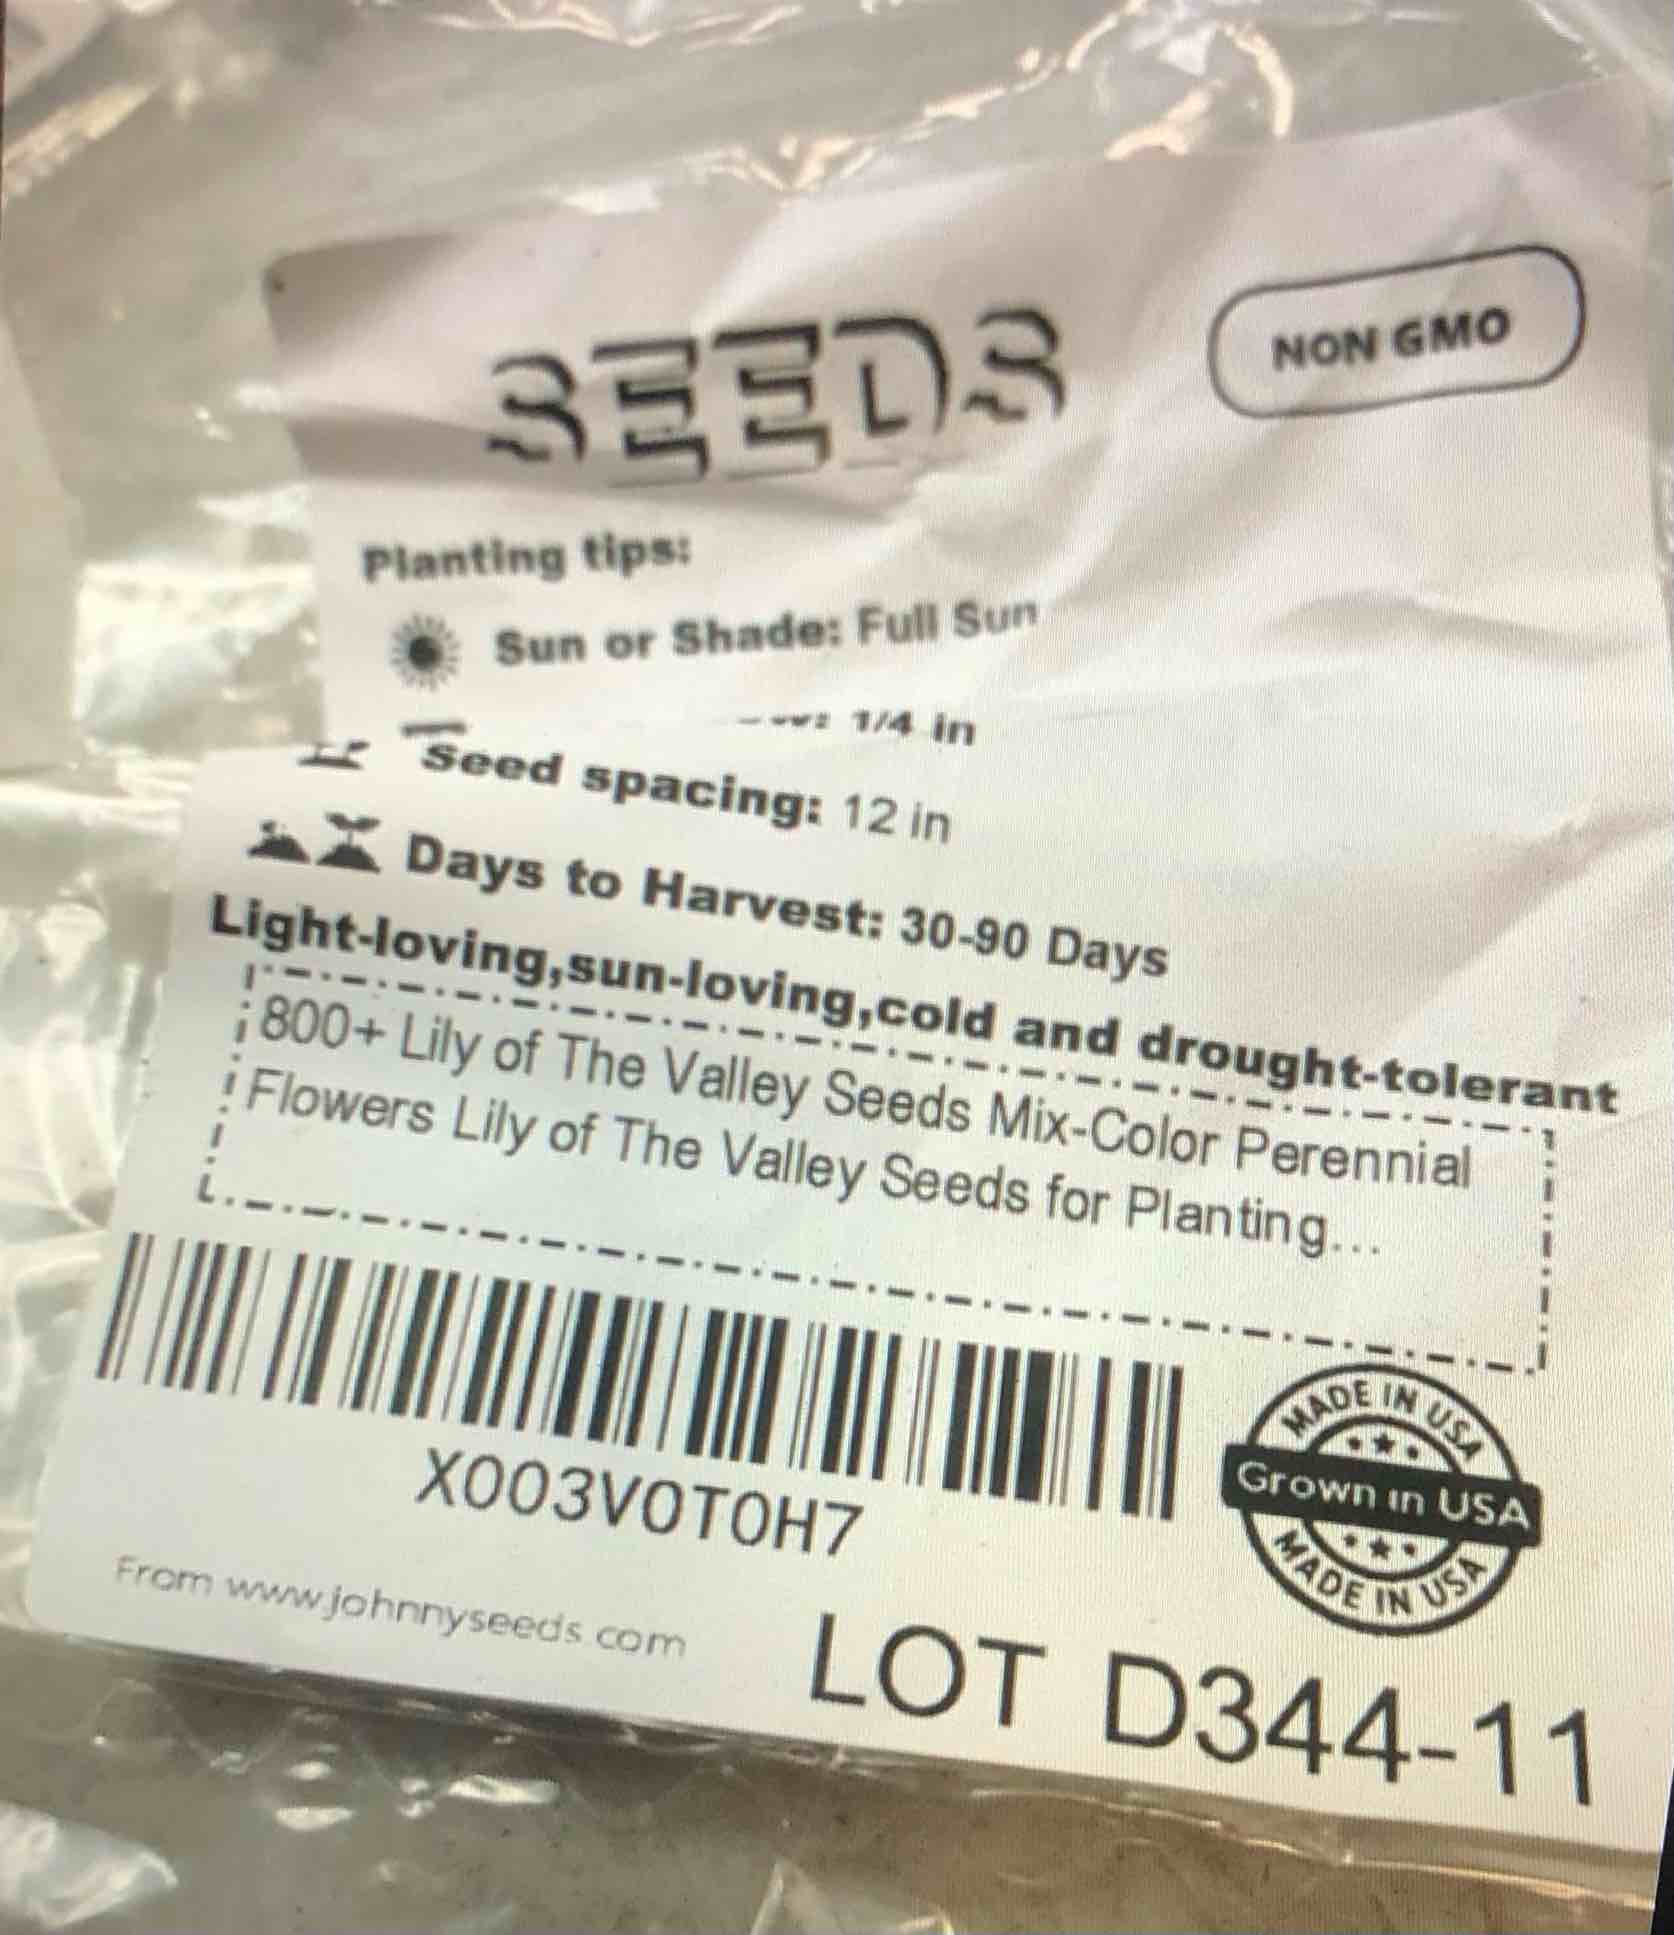 SEEDS
NON GMO
Planting tips:
Sun or Shade: Full Sun
1/4 in
Seed spacing: 12 in
Days to Harvest: 30-90 Days
Light-loving,sun-loving,cold and drought-tolerant
800+ Lily of The Valley Seeds Mix-Color Perennial
Flowers Lily of The Valley Seeds for Planting...
X003V0T0H7
MADE IN USA
Grown in USA
MADE IN USA
From www.johnnyseeds.com
LOT D344-11